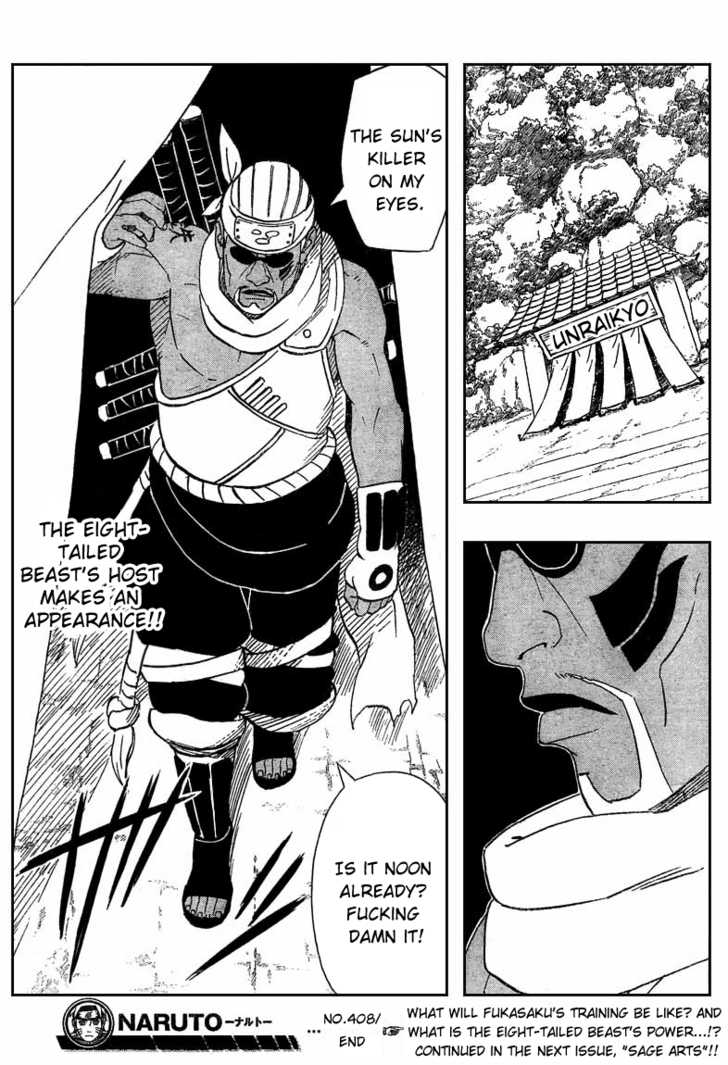 UNRAIKYO
THE SUN'S
KILLER
ON MY
EYES.
THE EIGHT-
TAILED
BEAST'S HOST
MAKES AN
APPEARANCE!!
IS IT NOON
ALREADY?
FUCKING
DAMN IT!
NARUTO －ナルト－
... NO.408/
END
☞ WHAT WILL FUKASAKU'S TRAINING BE LIKE? AND
WHAT IS THE EIGHT-TAILED BEAST'S POWER...!?
CONTINUED IN THE NEXT ISSUE, "SAGE ARTS"!!